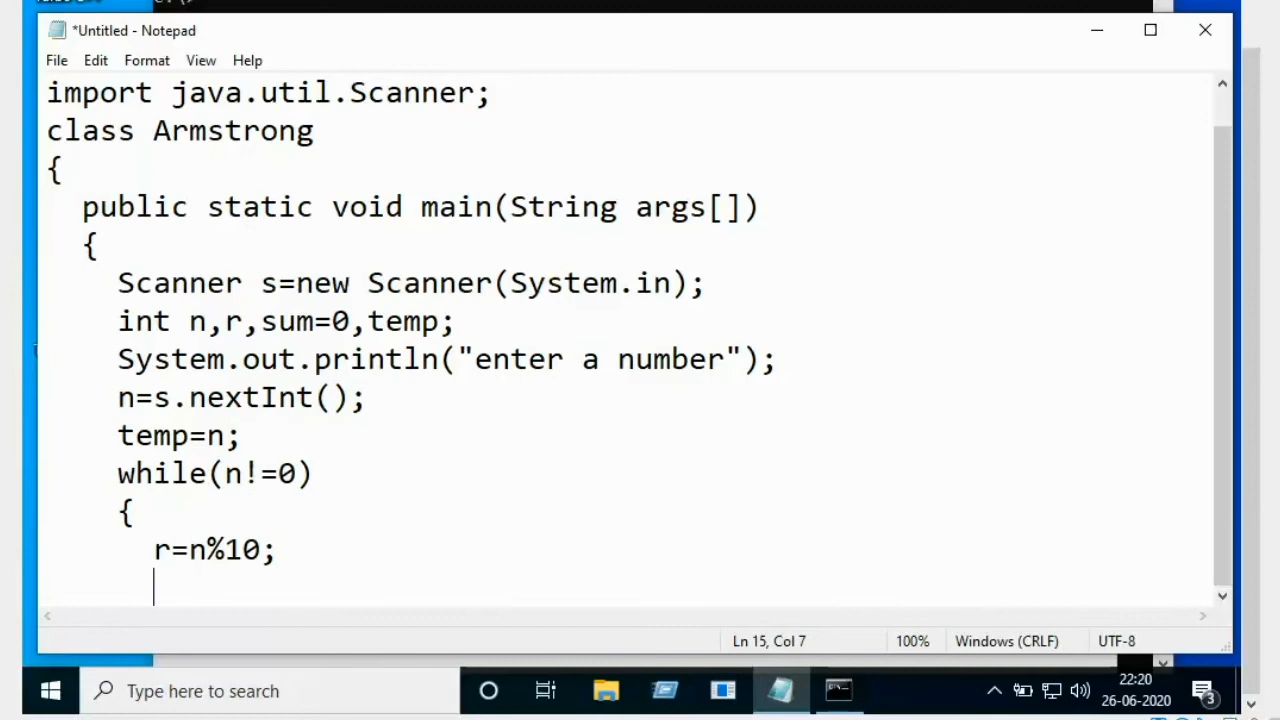 *Untitled - Notepad
File Edit Format View Help
import java.util.Scanner;
class Armstrong
{
public static void main(String args[])
{
Scanner s=new Scanner(System.in);
int n,r,sum=0,temp;
System.out.println("enter a number");
n=s.nextInt();
temp=n;
while(n!=0)
{
r=n%10;
Ln 15, Col 7 100% Windows (CRLF) UTF-8
Type here to search
22:20
26-06-2020
3